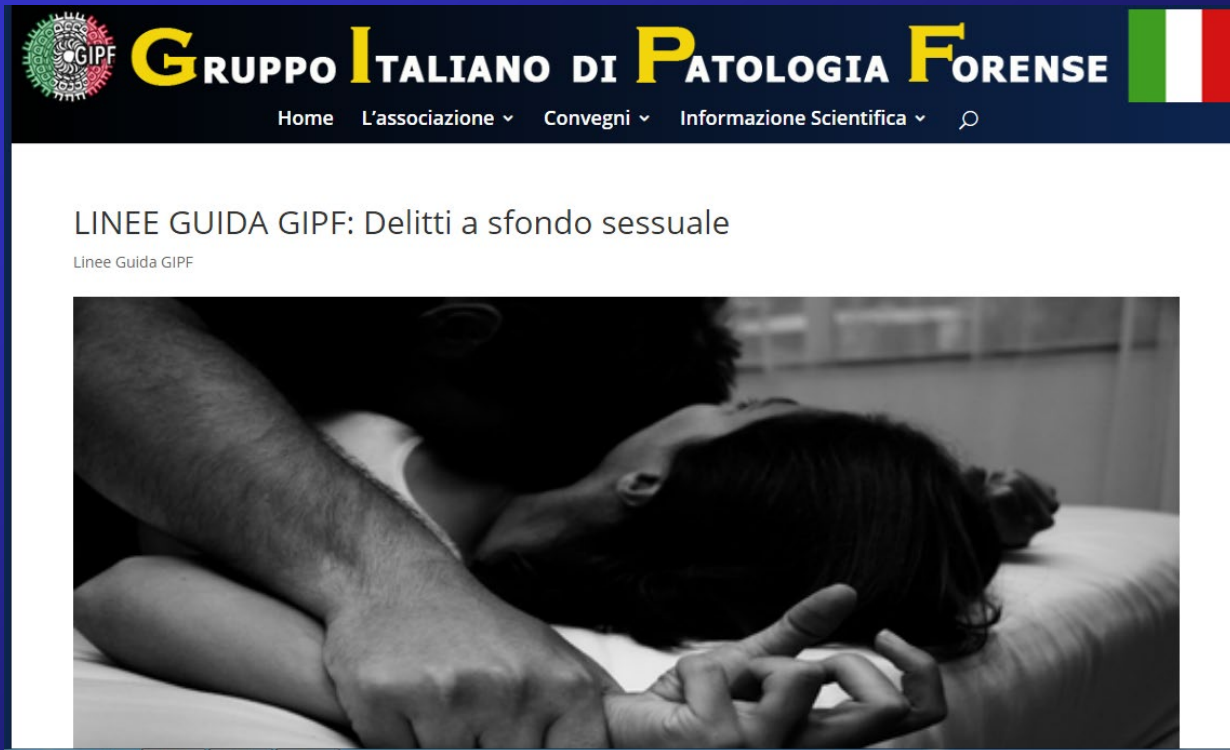 GIPF GRUPPO ITALIANO DI PATOLOGIA FORENSE
Home L'associazione Convegni Informazione Scientifica
LINEE GUIDA GIPF: Delitti a sfondo sessuale
Linee Guida GIPF